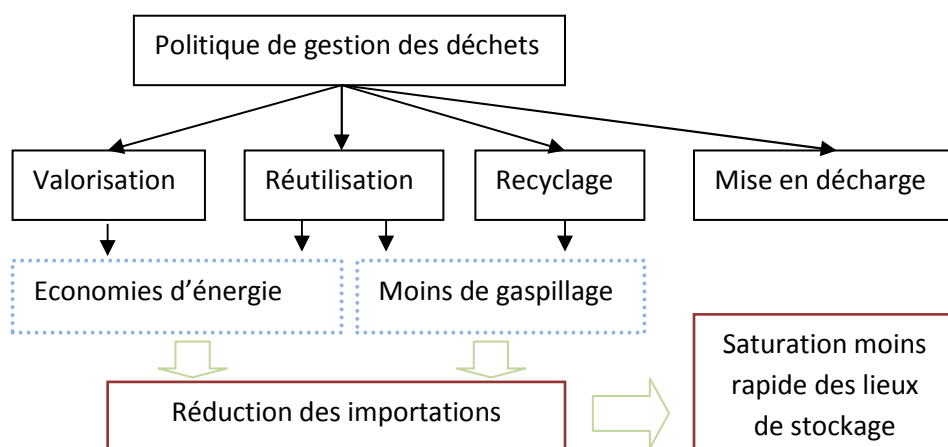 Politique de gestion des déchets
Valorisation
Réutilisation
Recyclage
Mise en décharge
Economies d’énergie
Moins de gaspillage
Réduction des importations
Saturation moins
rapide des lieux
de stockage